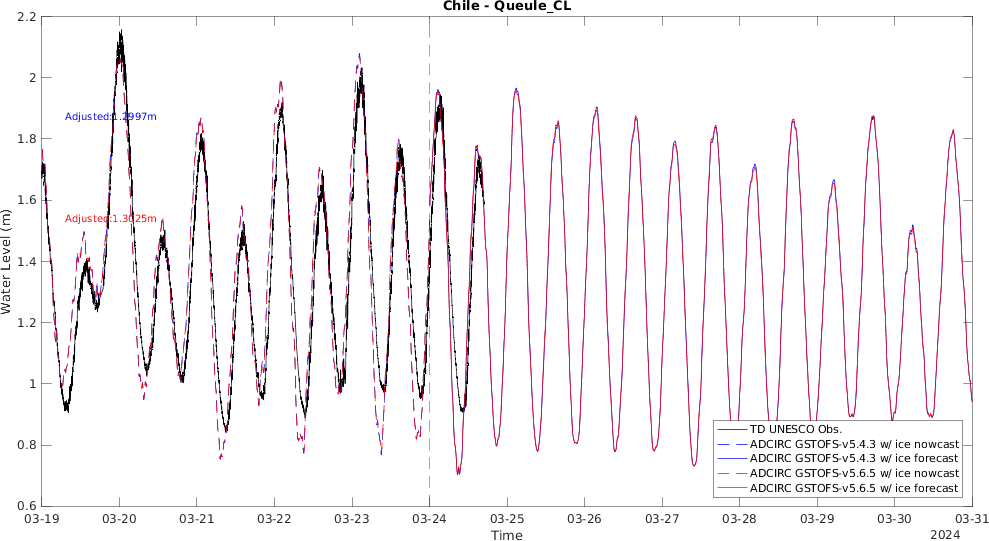 Chile - Queule_CL
2.2
2
1.8
1.6
1.4
1.2
1
0.8
0.6
Water Level (m)
Adjusted:1.2997m
Adjusted:1.3025m
TD UNESCO Obs.
ADCIRC GSTOFS-v5.4.3 w/ ice nowcast
ADCIRC GSTOFS-v5.4.3 w/ ice forecast
ADCIRC GSTOFS-v5.6.5 w/ ice nowcast
ADCIRC GSTOFS-v5.6.5 w/ ice forecast
03-19 03-20 03-21 03-22 03-23 03-24 03-25 03-26 03-27 03-28 03-29 03-30 03-31
Time
2024